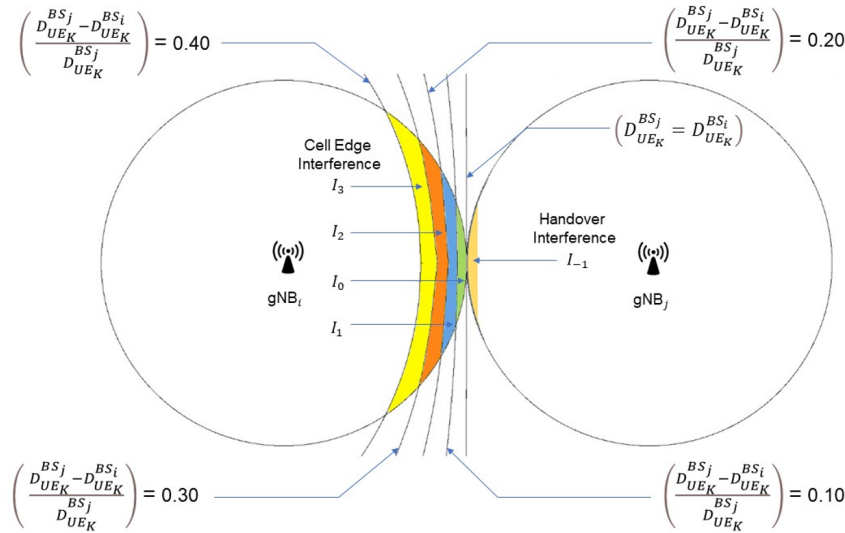 (D_{UE_K}^{BS_j} − D_{UE_K}^{BS_i} / D_{UE_K}^{BS_j}) = 0.40
(D_{UE_K}^{BS_j} − D_{UE_K}^{BS_i} / D_{UE_K}^{BS_j}) = 0.20
(D_{UE_K}^{BS_j} = D_{UE_K}^{BS_i})
Cell Edge
Interference
I_3
I_2
I_0
I_1
Handover
Interference
I_{−1}
gNB_i
gNB_j
(D_{UE_K}^{BS_j} − D_{UE_K}^{BS_i} / D_{UE_K}^{BS_j}) = 0.30
(D_{UE_K}^{BS_j} − D_{UE_K}^{BS_i} / D_{UE_K}^{BS_j}) = 0.10